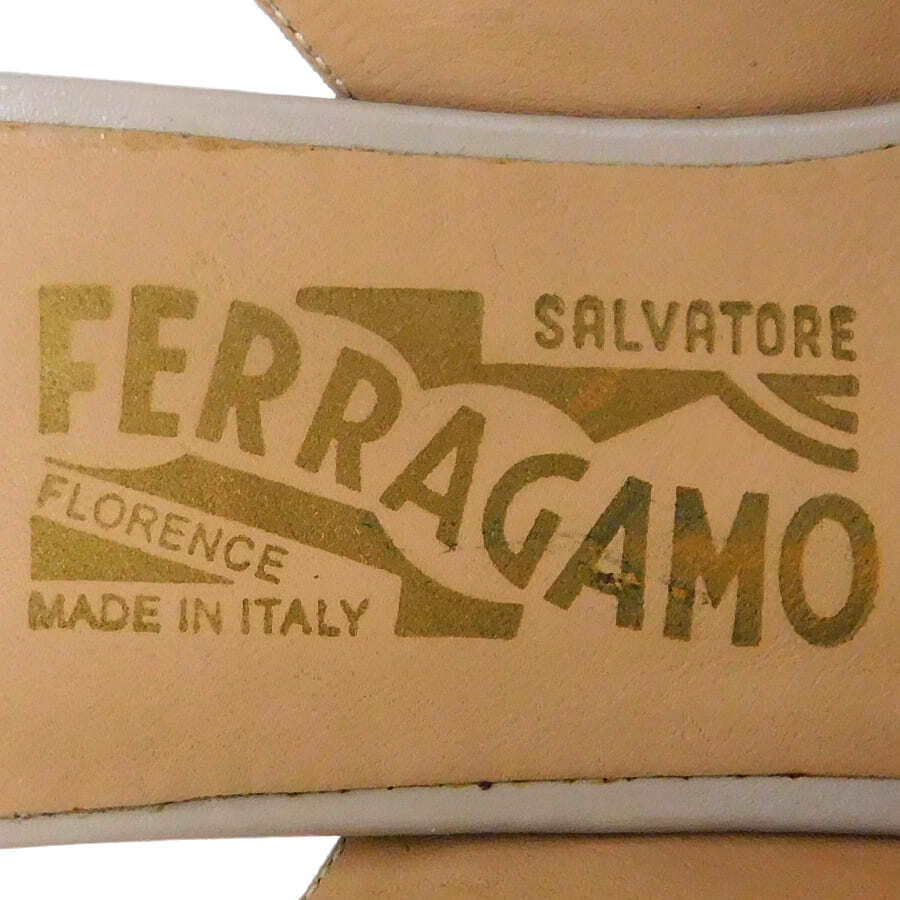 SALVATORE
FERRAGAMO
FLORENCE
MADE IN ITALY